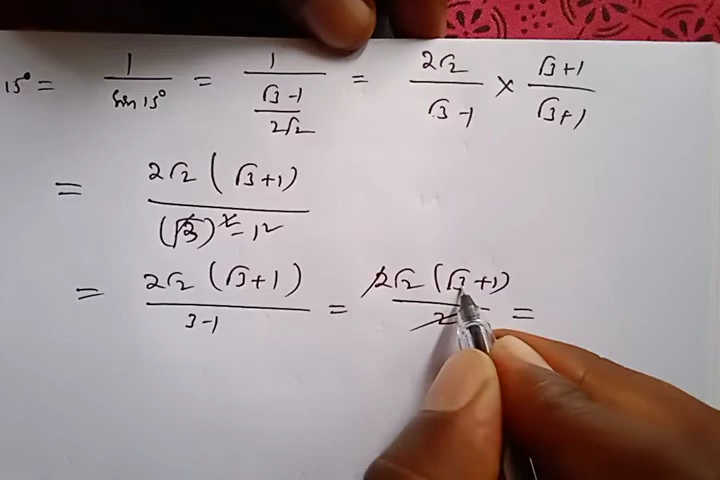 15° = 1/sin 15° = 1/((√3-1)/(2√2)) = 2√2/(√3-1) × (√3+1)/(√3+1)
= 2√2(√3+1)/((√3)²-1²)
= 2√2(√3+1)/(3-1) = 2√2(√3+1)/2 =